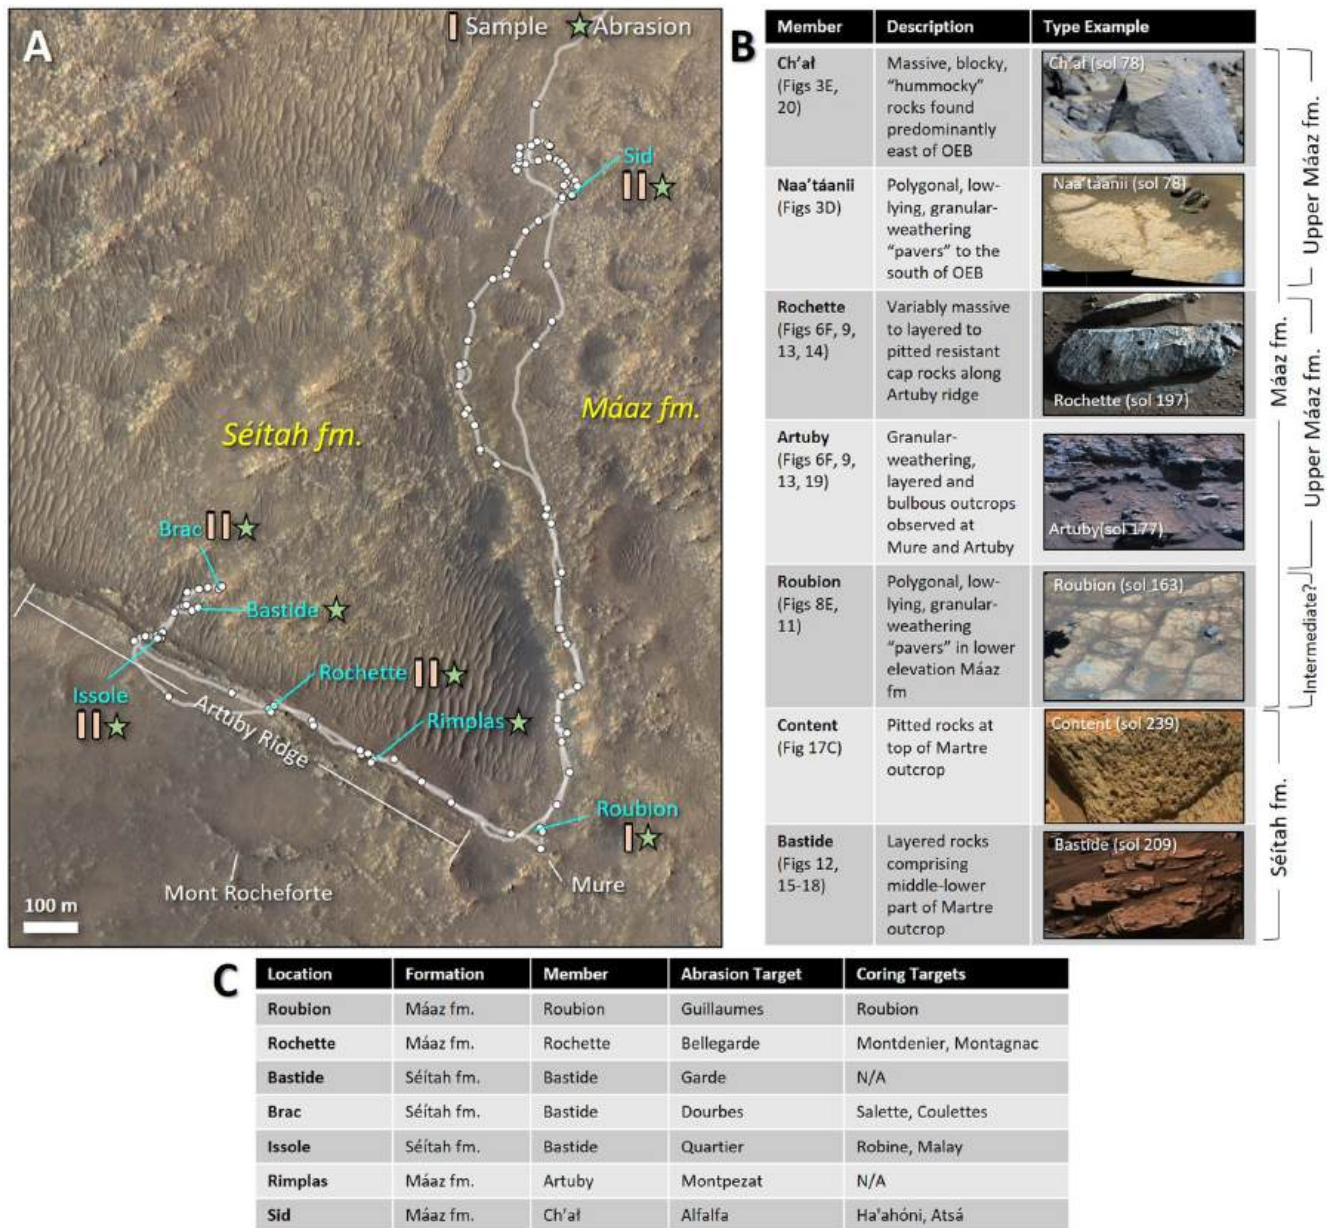 A
Sample
Abrasion
Sid
Máaz fm.
Séítah fm.
Brac
Bastide
Rochette
Issole
Rimplas
Artuby Ridge
Roubion
Mure
Mont Rocheforte
100 m
B
Member Description Type Example
Ch'ał
(Figs 3E,
20)
Massive, blocky,
"hummocky"
rocks found
predominantly
east of OEB
Ch'ał (sol 78)
Naa'táanii
(Figs 3D)
Polygonal, low-
lying, granular-
weathering
"pavers" to the
south of OEB
Naa'táanii (sol 78)
Rochette
(Figs 6F, 9,
13, 14)
Variably massive
to layered to
pitted resistant
cap rocks along
Artuby ridge
Rochette (sol 197)
Artuby
(Figs 6F, 9,
13, 19)
Granular-
weathering,
layered and
bulbous outcrops
observed at
Mure and Artuby
Artuby(sol 177)
Roubion
(Figs 8E,
11)
Polygonal, low-
lying, granular-
weathering
"pavers" in lower
elevation Máaz
fm
Roubion (sol 163)
Content
(Fig 17C)
Pitted rocks at
top of Martre
outcrop
Content (sol 239)
Bastide
(Figs 12,
15-18)
Layered rocks
comprising
middle-lower
part of Martre
outcrop
Bastide (sol 209)
Máaz fm.
Séítah fm.
Upper Máaz fm.
Upper Máaz fm.
Intermediate?
C
Location Formation Member Abrasion Target Coring Targets
Roubion Máaz fm. Roubion Guillaumes Roubion
Rochette Máaz fm. Rochette Bellegarde Montdenier, Montagnac
Bastide Séítah fm. Bastide Garde N/A
Brac Séítah fm. Bastide Dourbes Salette, Coulettes
Issole Séítah fm. Bastide Quartier Robine, Malay
Rimplas Máaz fm. Artuby Montpezat N/A
Sid Máaz fm. Ch'ał Alfalfa Ha'ahóni, Atsá